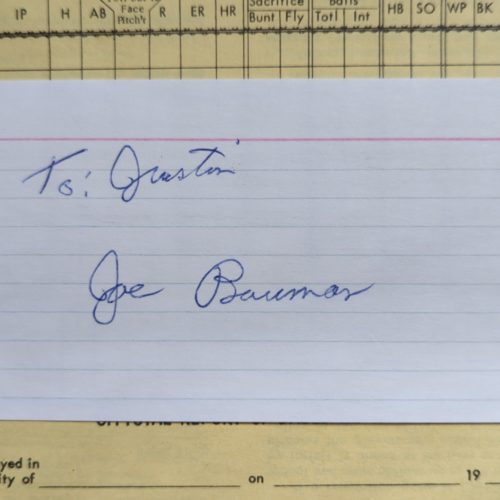 Sacrifice Balls
IP H AB Face Pitch'r R ER HR Bunt Fly Totl Int HB SO WP BK
To: Justin
Joe Bauman
yed in
ity of on 19